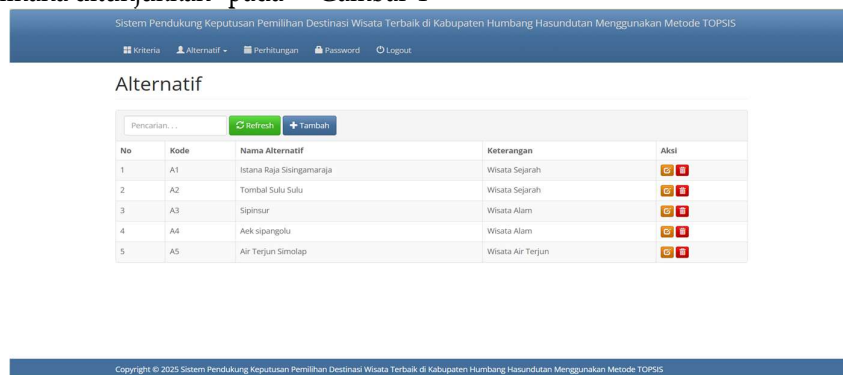 ditunjukkan pada Gambar
Sistem Pendukung Keputusan Pemilihan Destinasi Wisata Terbaik di Kabupaten Humbang Hasundutan Menggunakan Metode TOPSIS
Kriteria Alternatif Perhitungan Password Logout
Alternatif
Pencarian. . . Refresh Tambah
No Kode Nama Alternatif Keterangan Aksi
1 A1 Istana Raja Sisingamaraja Wisata Sejarah
2 A2 Tombal Sulu Sulu Wisata Sejarah
3 A3 Sipinsur Wisata Alam
4 A4 Aek sipangolu Wisata Alam
5 A5 Air Terjun Simolap Wisata Air Terjun
Copyright © 2025 Sistem Pendukung Keputusan Pemilihan Destinasi Wisata Terbaik di Kabupaten Humbang Hasundutan Menggunakan Metode TOPSIS